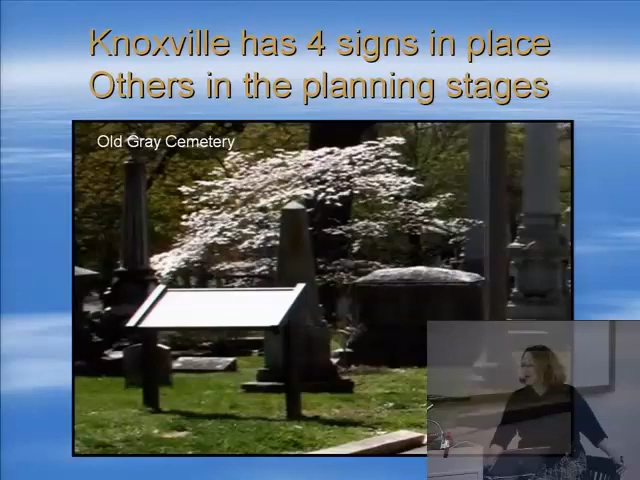 Knoxville has 4 signs in place
Others in the planning stages
Old Gray Cemetery